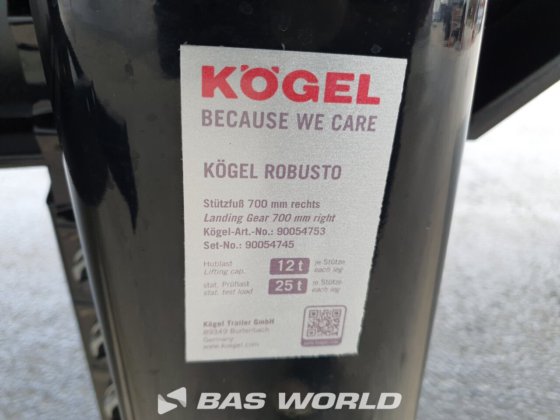 KÖGEL
BECAUSE WE CARE
KÖGEL ROBUSTO
Stützfuß 700 mm rechts
Landing Gear 700 mm right
Kögel-Art.-No.: 90054753
Set-No.: 90054745
Hublast 12 t je Stütze
Lifting cap. each leg
stat. Prüflast 25 t je Stütze
stat. test load each leg
Kögel Trailer GmbH
89349 Burtenbach
Germany
www.koegel.com
BAS WORLD